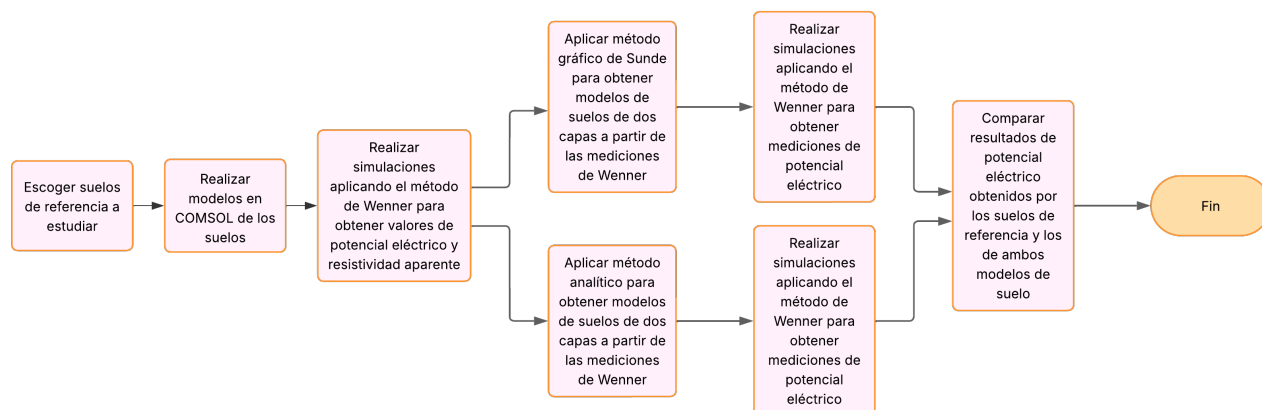 Escoger suelos
de referencia a
estudiar
Realizar
modelos en
COMSOL de los
suelos
Realizar
simulaciones
aplicando el método
de Wenner para
obtener valores de
potencial eléctrico y
resistividad aparente
Aplicar método
gráfico de Sunde
para obtener
modelos de
suelos de dos
capas a partir de
las mediciones
de Wenner
Realizar
simulaciones
aplicando el
método de
Wenner para
obtener
mediciones de
potencial
eléctrico
Aplicar método
analítico para
obtener modelos
de suelos de dos
capas a partir de
las mediciones
de Wenner
Realizar
simulaciones
aplicando el
método de
Wenner para
obtener
mediciones de
potencial
eléctrico
Comparar
resultados de
potencial
eléctrico
obtenidos por
los suelos de
referencia y los
de ambos
modelos de
suelo
Fin